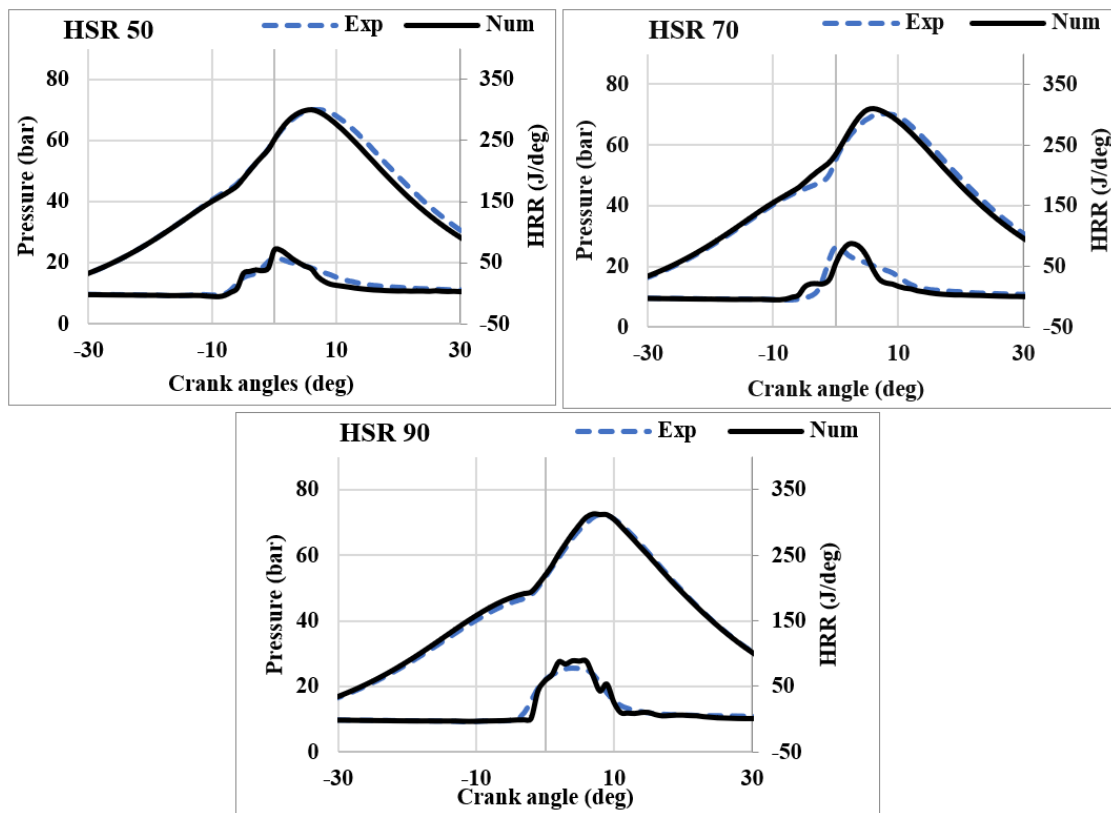 HSR 50
Exp
Num
80
60
40
20
0
350
250
150
50
-50
-30
-10
10
30
Pressure (bar)
HRR (J/deg)
Crank angles (deg)
HSR 70
Exp
Num
80
60
40
20
0
350
250
150
50
-50
-30
-10
10
30
Pressure (bar)
HRR (J/deg)
Crank angle (deg)
HSR 90
Exp
Num
80
60
40
20
0
350
250
150
50
-50
-30
-10
10
30
Pressure (bar)
HRR (J/deg)
Crank angle (deg)